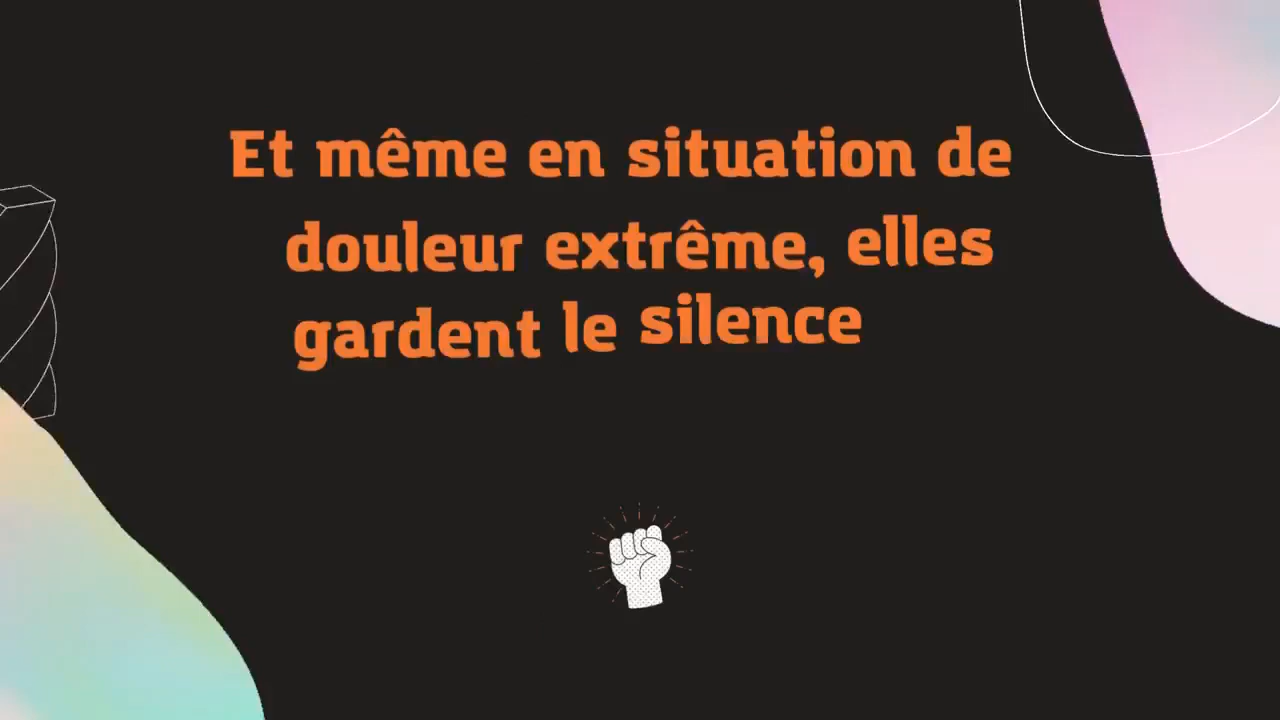 Et même en situation de
douleur extrême, elles
gardent le silence